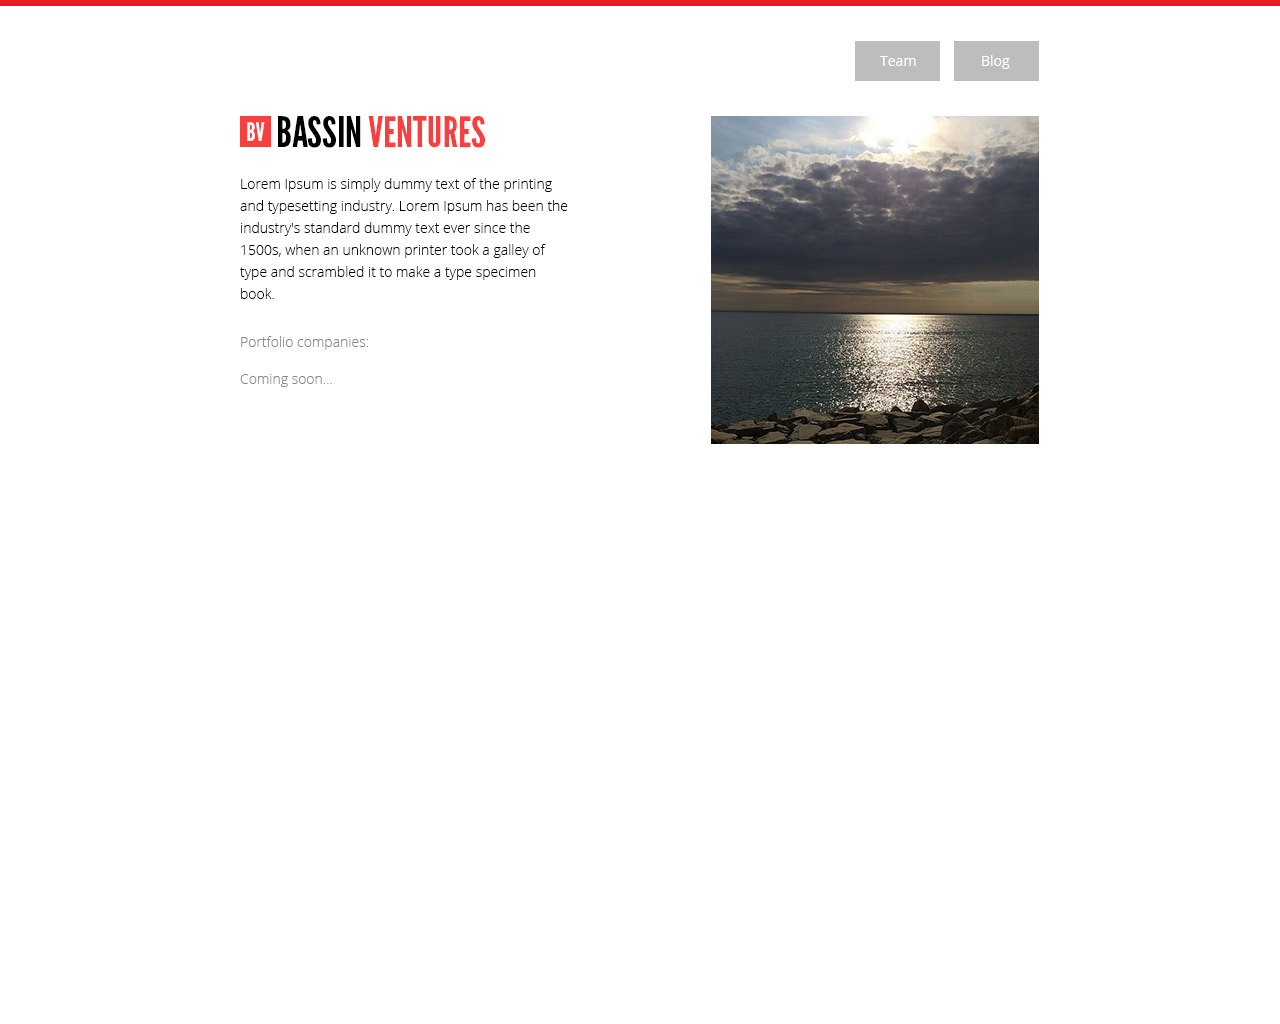 Team Blog
BV BASSIN VENTURES
Lorem Ipsum is simply dummy text of the printing
and typesetting industry. Lorem Ipsum has been the
industry's standard dummy text ever since the
1500s, when an unknown printer took a galley of
type and scrambled it to make a type specimen
book.
Portfolio companies:
Coming soon...